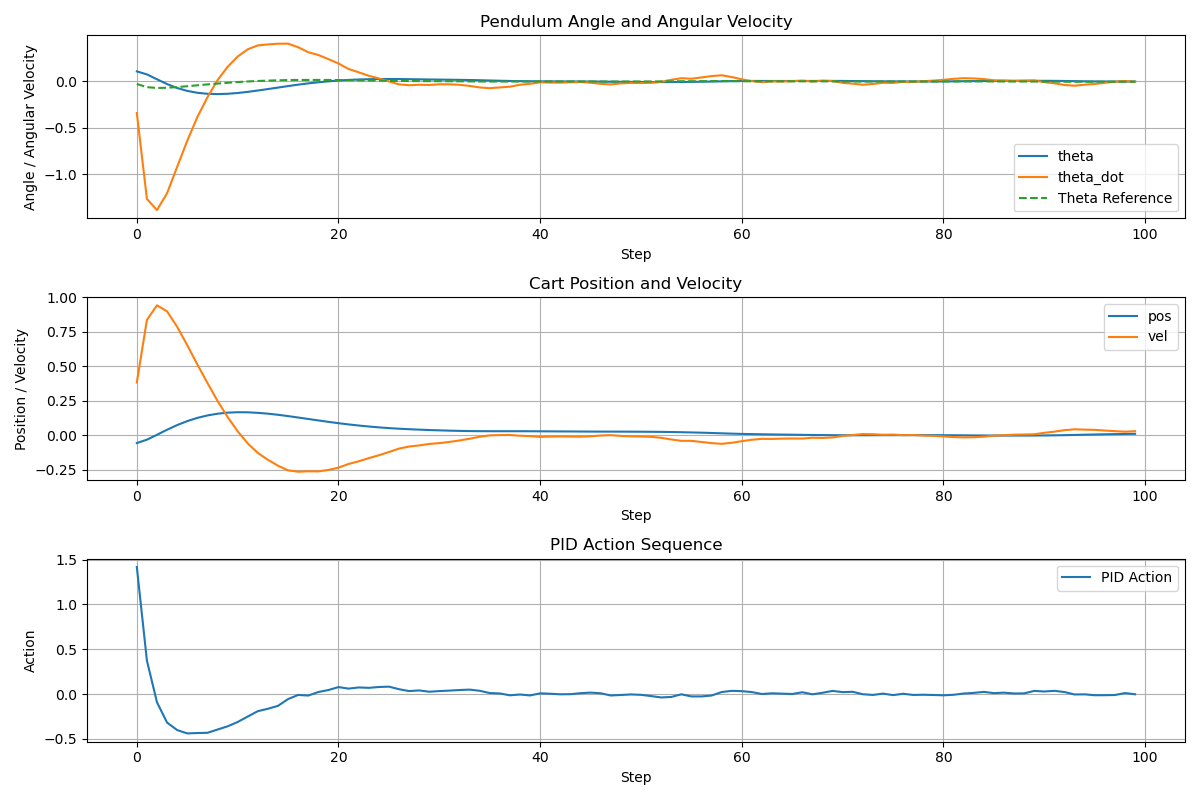 Pendulum Angle and Angular Velocity
Angle / Angular Velocity
0.0
−0.5
−1.0
theta
theta_dot
Theta Reference
0 20 40 60 80 100
Step
Cart Position and Velocity
Position / Velocity
1.00
0.75
0.50
0.25
0.00
−0.25
pos
vel
0 20 40 60 80 100
Step
PID Action Sequence
Action
1.5
1.0
0.5
0.0
−0.5
PID Action
0 20 40 60 80 100
Step